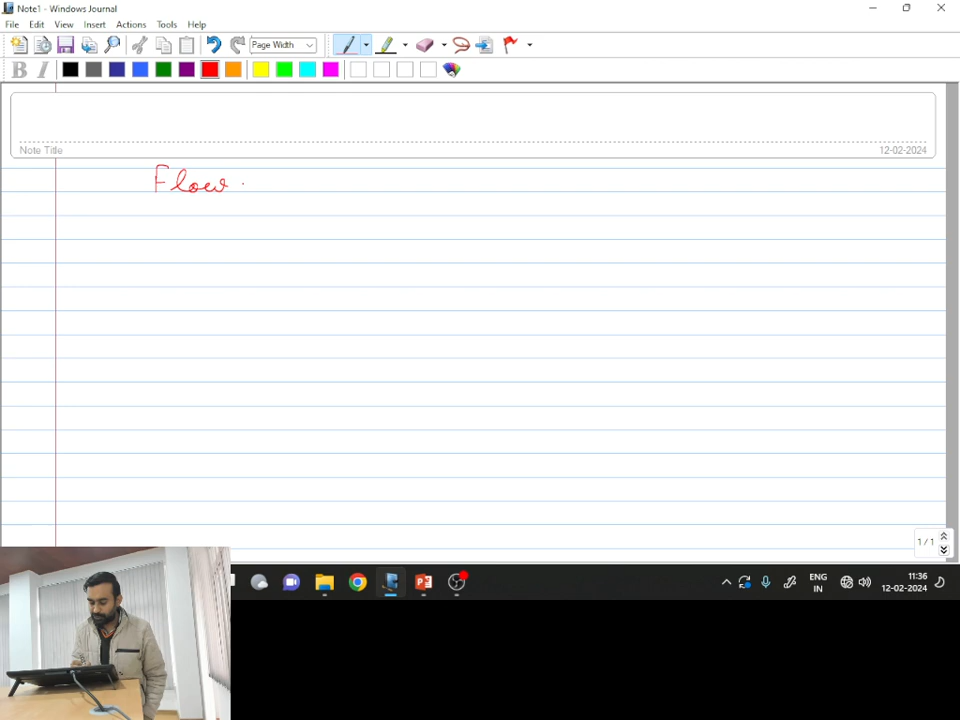 Note1 - Windows Journal
File Edit View Insert Actions Tools Help
Page Width
B I
Note Title
12-02-2024
Flow
1 / 1
ENG
IN
11:36
12-02-2024